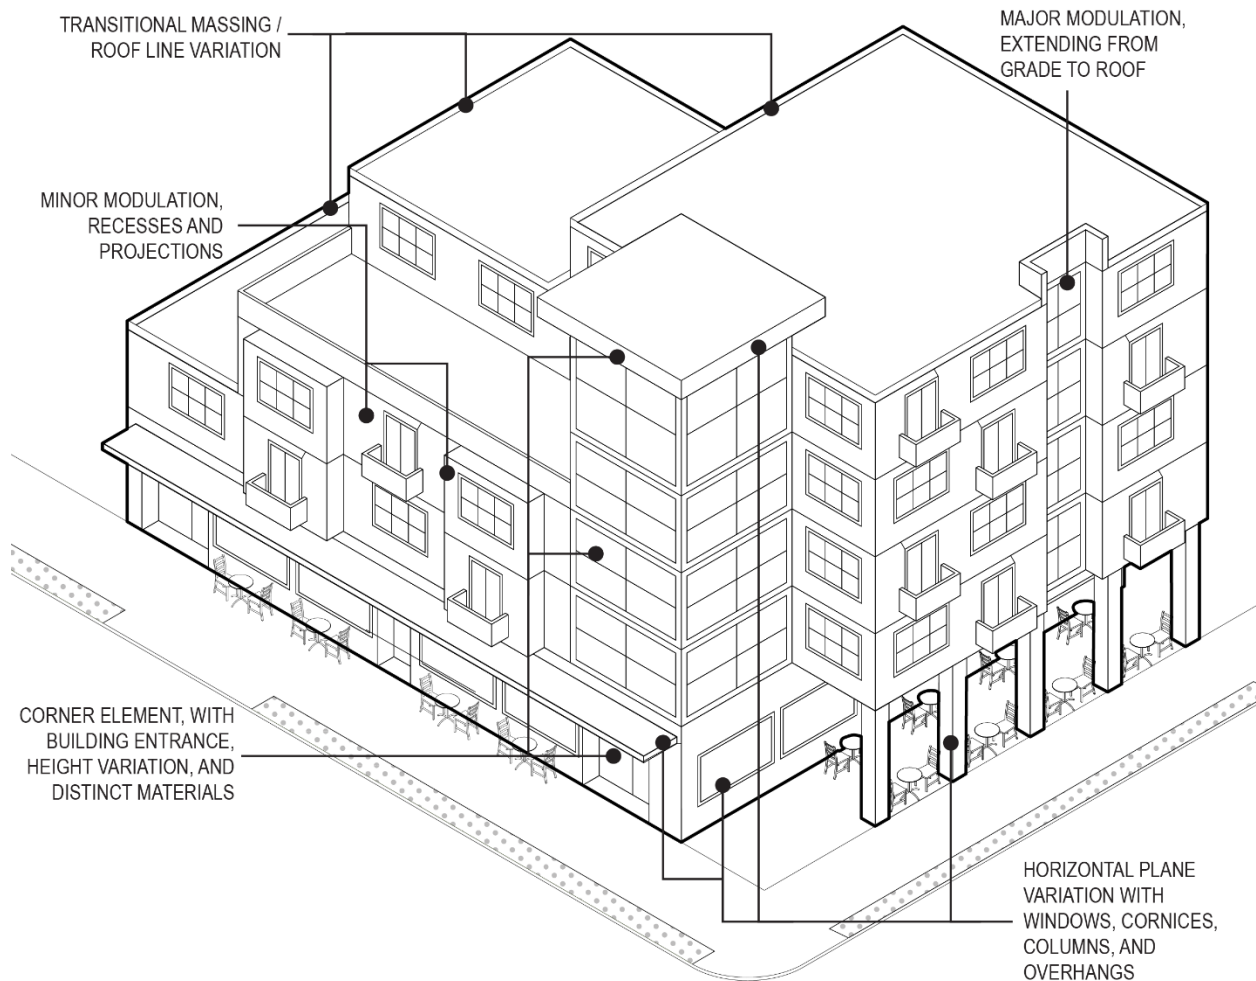 TRANSITIONAL MASSING /
ROOF LINE VARIATION
MAJOR MODULATION,
EXTENDING FROM
GRADE TO ROOF
MINOR MODULATION,
RECESSES AND
PROJECTIONS
CORNER ELEMENT, WITH
BUILDING ENTRANCE,
HEIGHT VARIATION, AND
DISTINCT MATERIALS
HORIZONTAL PLANE
VARIATION WITH
WINDOWS, CORNICES,
COLUMNS, AND
OVERHANGS